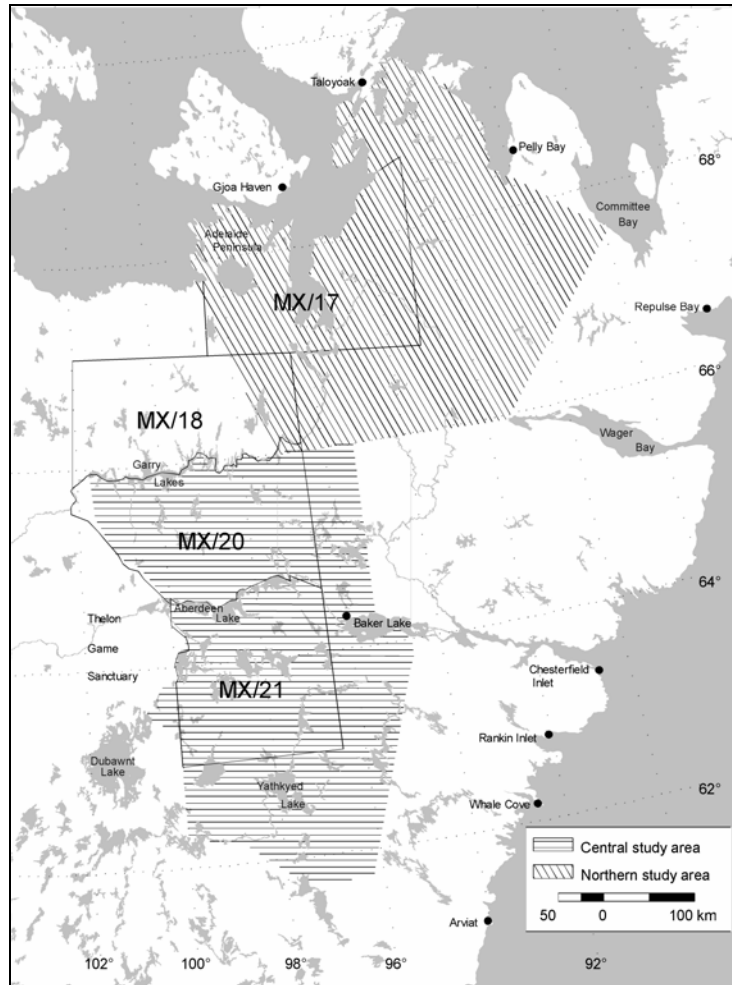 Taloyoak
Pelly Bay
68°
Gjoa Haven
Committee
Bay
Adelaide
Peninsula
MX/17
Repulse Bay
66°
MX/18
Wager
Bay
Garry
Lakes
MX/20
64°
Thelon
Aberdeen
Lake
Baker Lake
Game
Sanctuary
Chesterfield
Inlet
MX/21
Rankin Inlet
Dubawnt
Lake
Yathkyed
Lake
62°
Whale Cove
Central study area
Northern study area
50 0 100 km
Arviat
102 100 98 96 92°